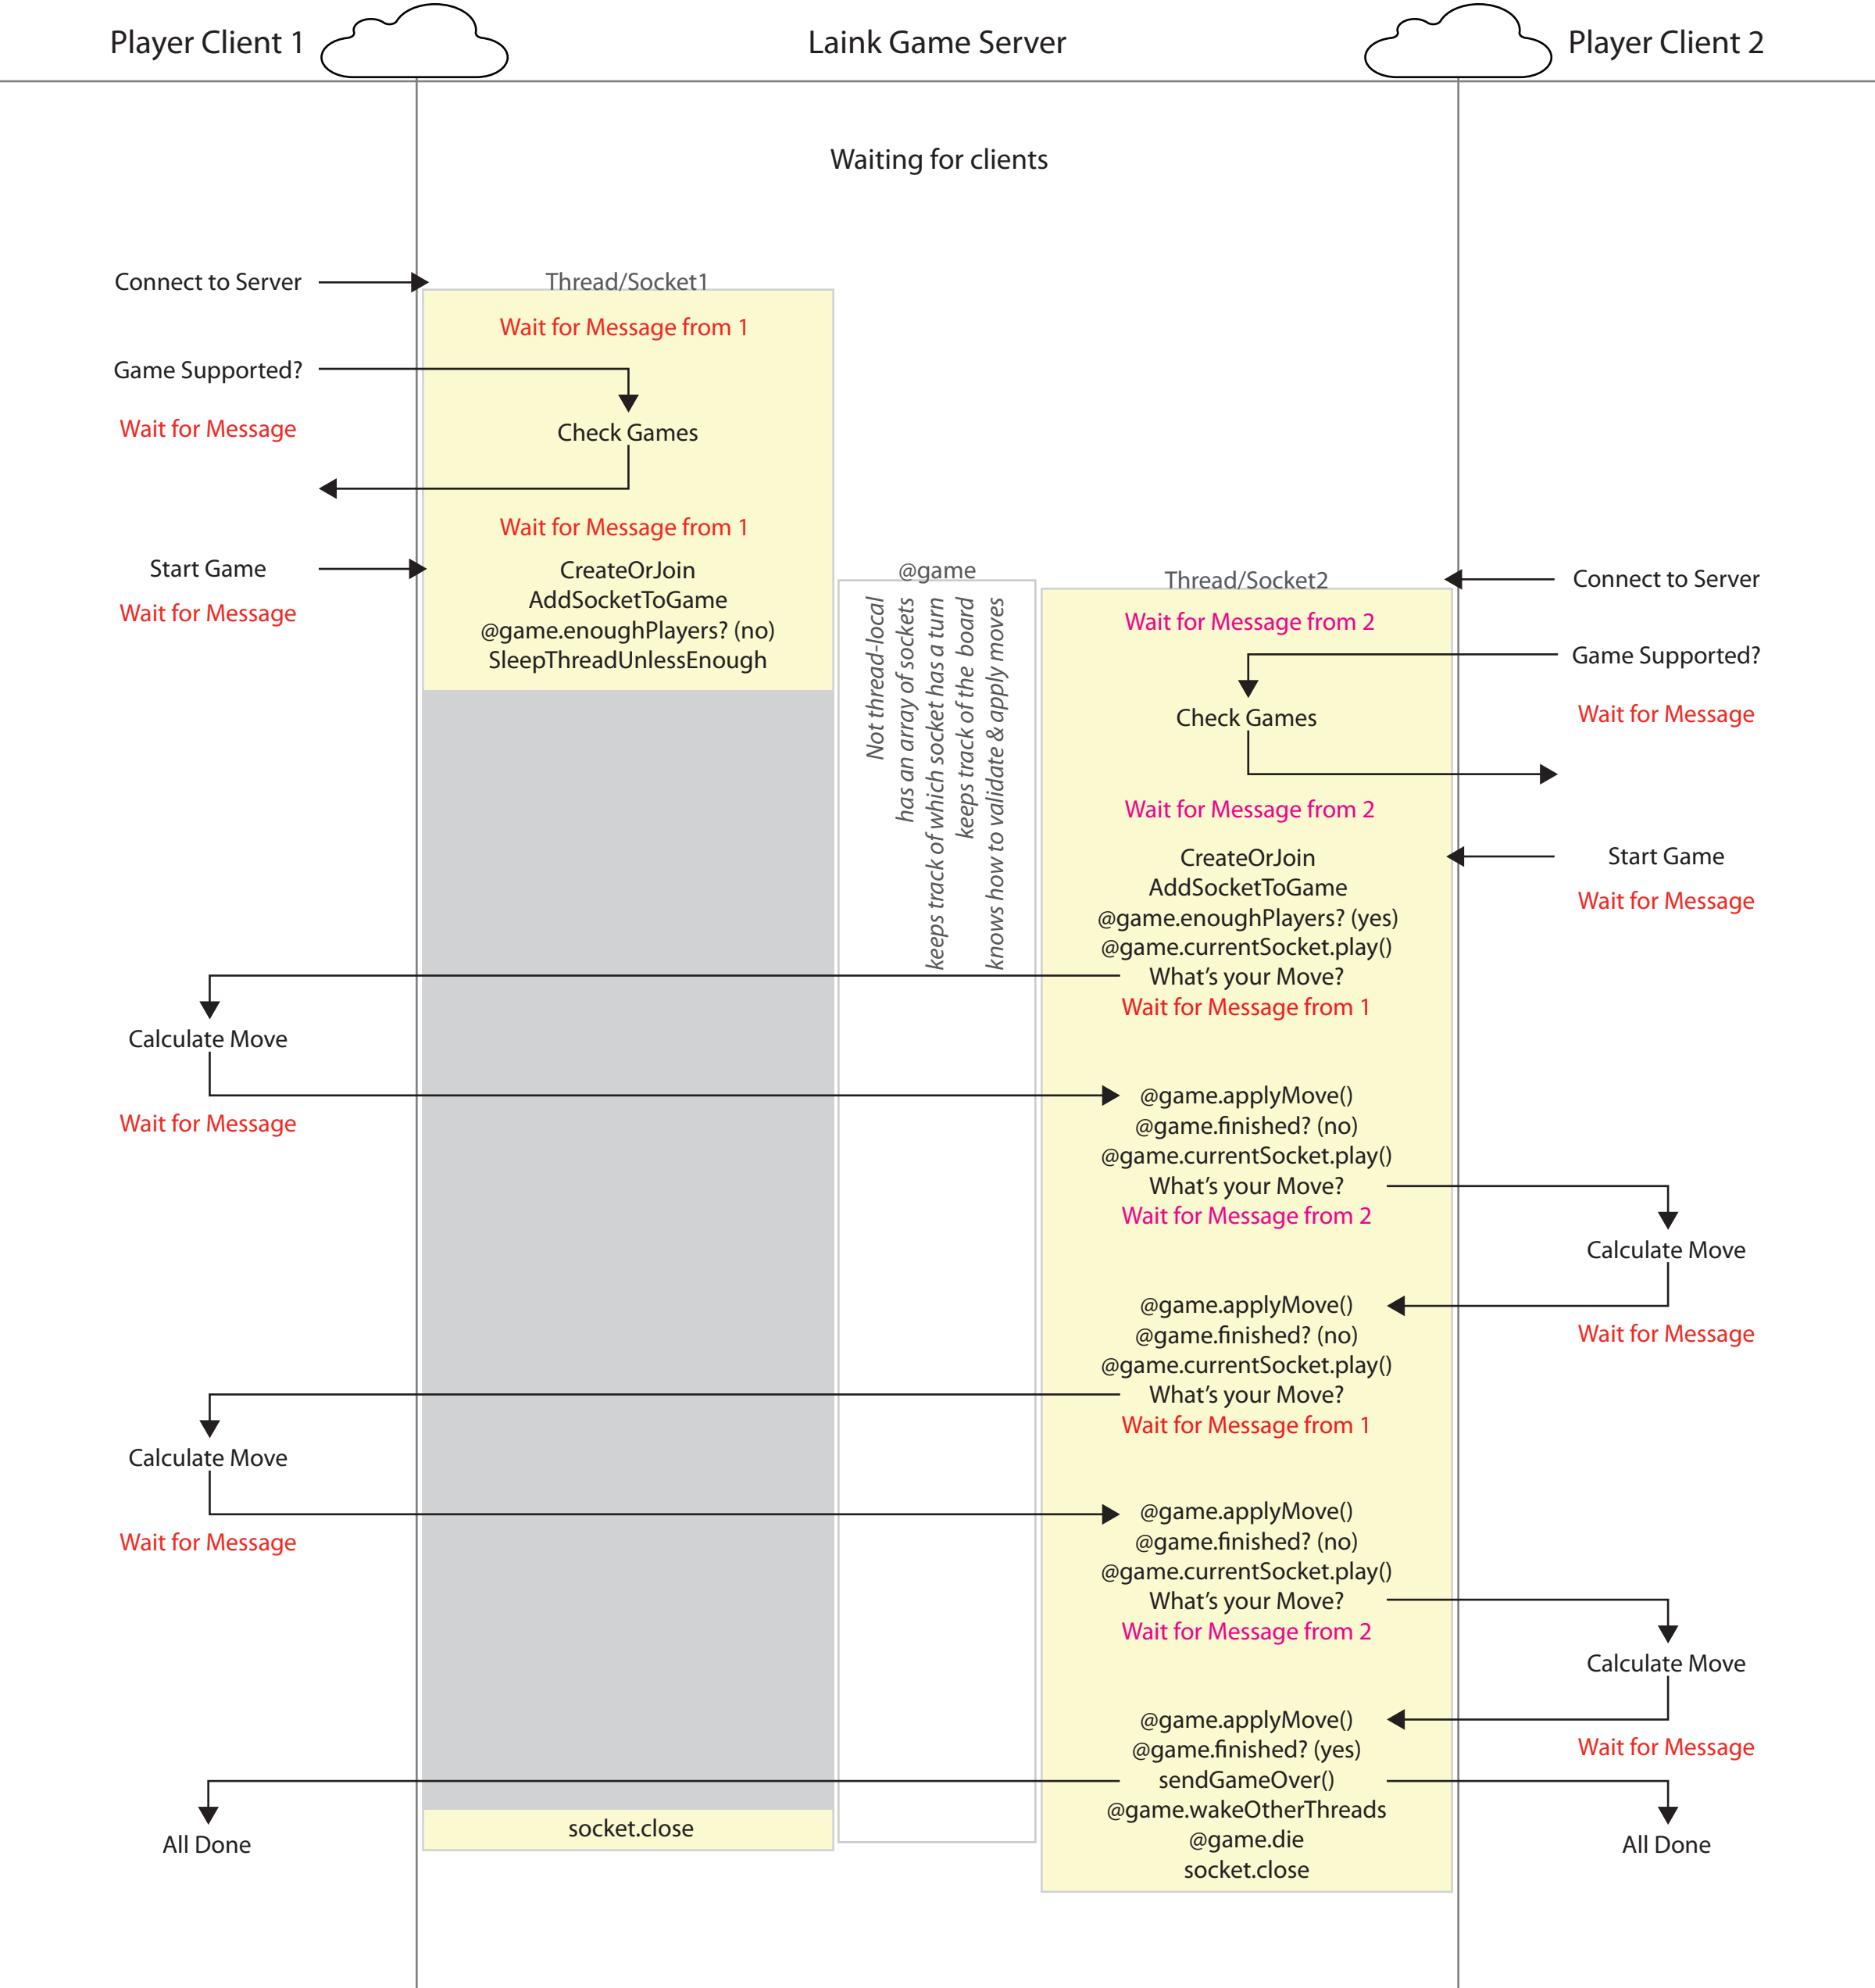 Player Client 1
Laink Game Server
Player Client 2
Waiting for clients
Connect to Server
Thread/Socket1
Wait for Message from 1
Game Supported?
Wait for Message
Check Games
Wait for Message from 1
Start Game
Wait for Message
CreateOrJoin
AddSocketToGame
@game.enoughPlayers? (no)
SleepThreadUnlessEnough
@game
Not thread-local
has an array of sockets
keeps track of which socket has a turn
keeps track of the board
knows how to validate & apply moves
Thread/Socket2
Connect to Server
Wait for Message from 2
Game Supported?
Check Games
Wait for Message
Wait for Message from 2
CreateOrJoin
Start Game
AddSocketToGame
Wait for Message
@game.enoughPlayers? (yes)
@game.currentSocket.play()
What's your Move?
Wait for Message from 1
Calculate Move
Wait for Message
@game.applyMove()
@game.finished? (no)
@game.currentSocket.play()
What's your Move?
Wait for Message from 2
Calculate Move
@game.applyMove()
Wait for Message
@game.finished? (no)
@game.currentSocket.play()
What's your Move?
Wait for Message from 1
Calculate Move
Wait for Message
@game.applyMove()
@game.finished? (no)
@game.currentSocket.play()
What's your Move?
Wait for Message from 2
Calculate Move
@game.applyMove()
Wait for Message
@game.finished? (yes)
sendGameOver()
@game.wakeOtherThreads
@game.die
socket.close
All Done
socket.close
All Done